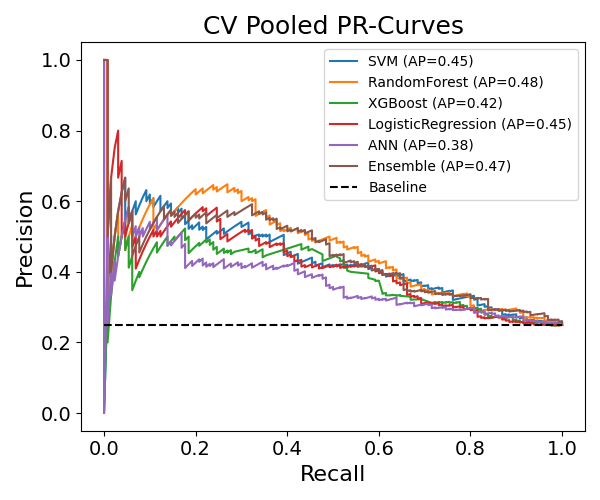 CV Pooled PR-Curves
SVM (AP=0.45)
RandomForest (AP=0.48)
XGBoost (AP=0.42)
LogisticRegression (AP=0.45)
ANN (AP=0.38)
Ensemble (AP=0.47)
Baseline
Precision
1.0
0.8
0.6
0.4
0.2
0.0
0.0 0.2 0.4 0.6 0.8 1.0
Recall